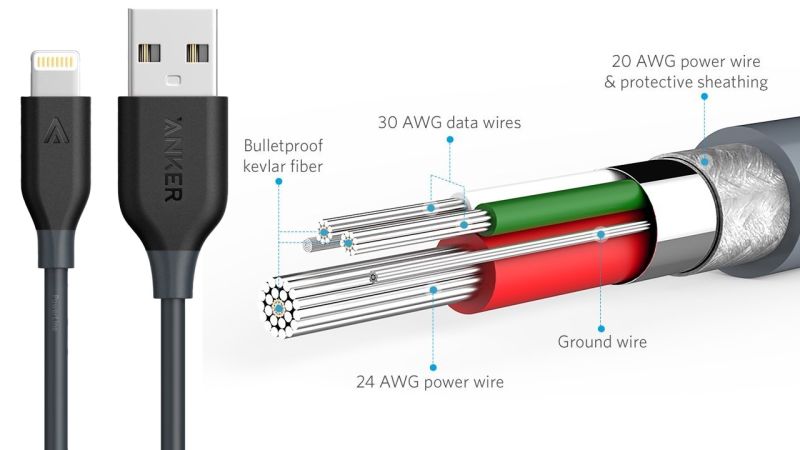 ANKER
PowerLine
Bulletproof
kevlar fiber
30 AWG data wires
20 AWG power wire
& protective sheathing
Ground wire
24 AWG power wire